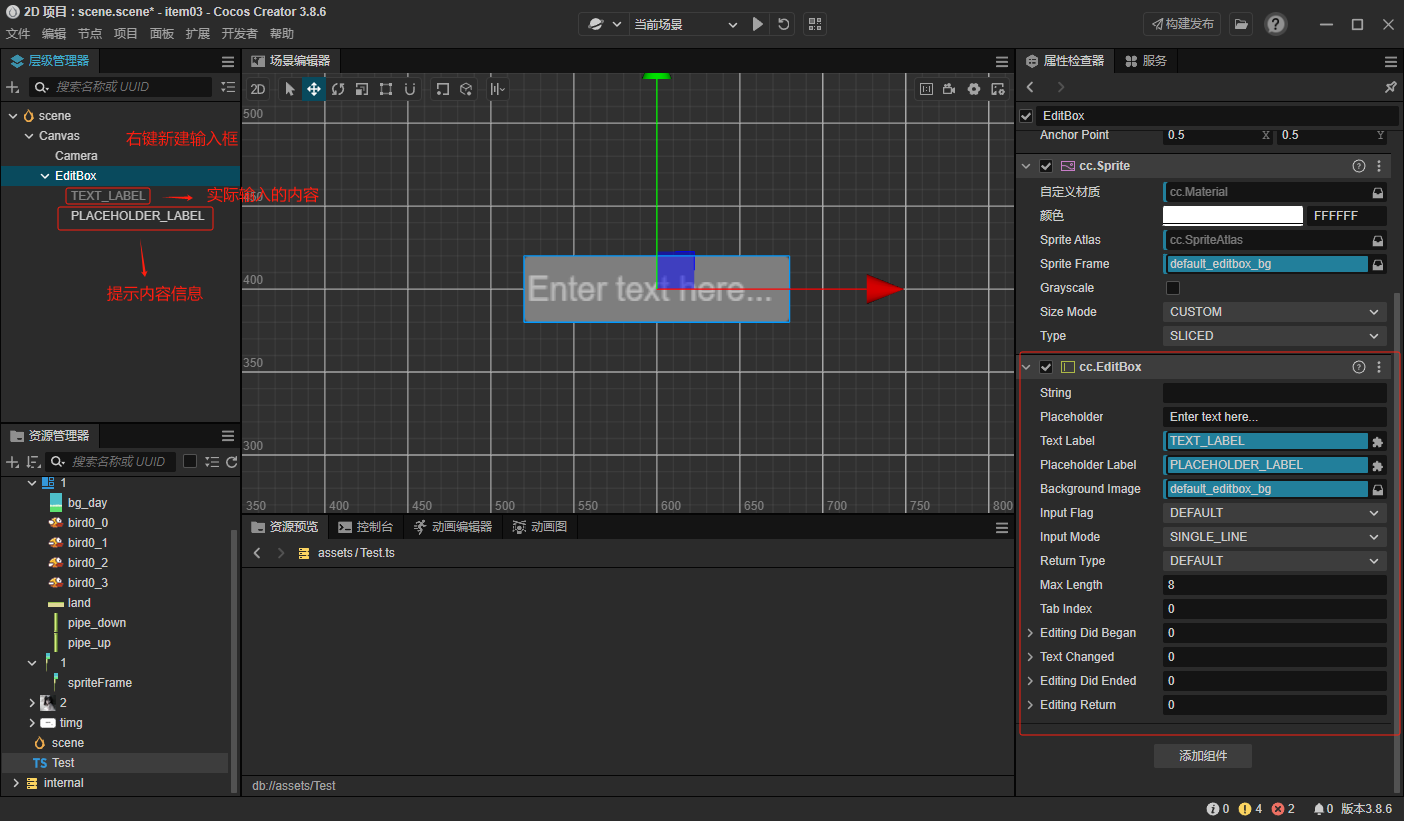 2D 项目 : scene.scene* - item03 - Cocos Creator 3.8.6
文件 编辑 节点 项目 面板 扩展 开发者 帮助
当前场景
构建发布
层级管理器
搜索名称或 UUID
scene
Canvas
右键新建输入框
Camera
EditBox
TEXT_LABEL
实际输入的内容
PLACEHOLDER_LABEL
提示内容信息
场景编辑器
2D
500
450
400
350
300
350 400 450 500 550 600 650 700 750 800
Enter text here...
资源管理器
搜索名称或 UUID
1
bg_day
bird0_0
bird0_1
bird0_2
bird0_3
land
pipe_down
pipe_up
1
spriteFrame
2
timg
scene
TS Test
internal
资源预览 控制台 动画编辑器 动画图
assets / Test.ts
db://assets/Test
属性检查器 服务
EditBox
Anchor Point 0.5 X 0.5 Y
cc.Sprite
自定义材质 cc.Material
颜色 FFFFFF
Sprite Atlas cc.SpriteAtlas
Sprite Frame default_editbox_bg
Grayscale
Size Mode CUSTOM
Type SLICED
cc.EditBox
String
Placeholder Enter text here...
Text Label TEXT_LABEL
Placeholder Label PLACEHOLDER_LABEL
Background Image default_editbox_bg
Input Flag DEFAULT
Input Mode SINGLE_LINE
Return Type DEFAULT
Max Length 8
Tab Index 0
Editing Did Began 0
Text Changed 0
Editing Did Ended 0
Editing Return 0
添加组件
0 4 2 0 版本3.8.6